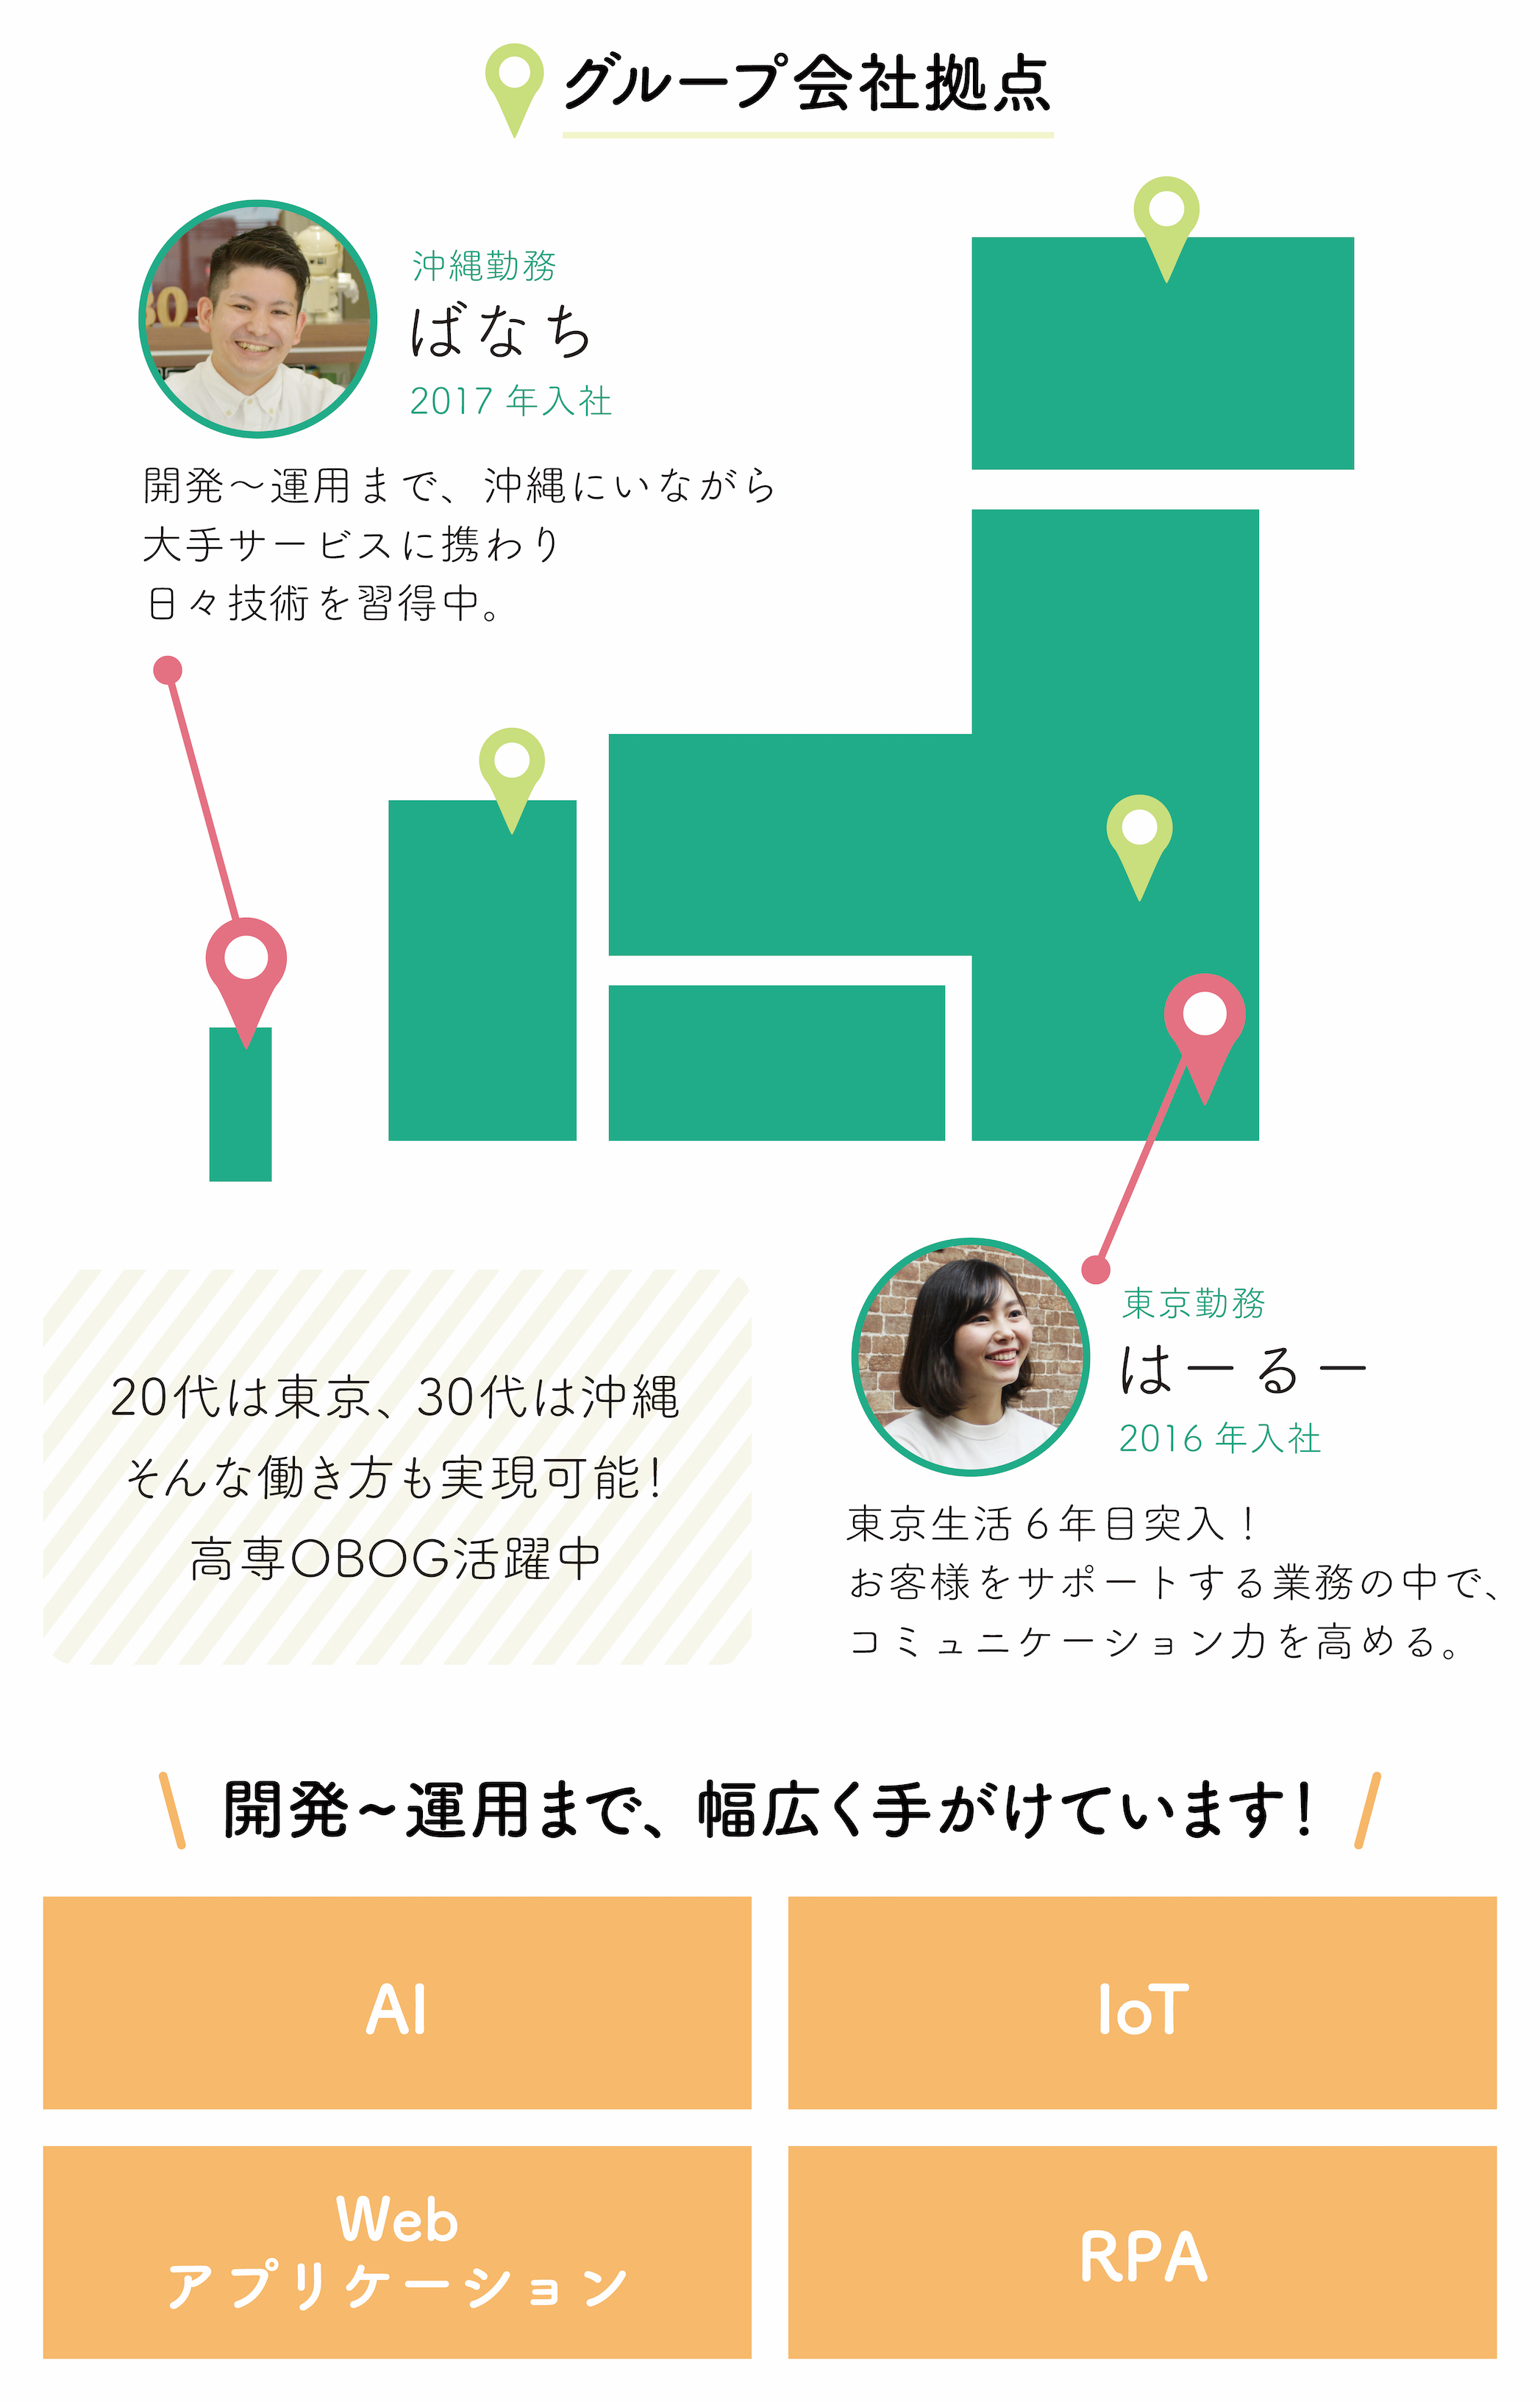 グループ会社拠点
沖縄勤務
ばなち
2017 年入社
開発〜運用まで、沖縄にいながら
大手サービスに携わり
日々技術を習得中。
20代は東京、30代は沖縄
そんな働き方も実現可能！
高専OBOG活躍中
東京勤務
はーるー
2016 年入社
東京生活6年目突入！
お客様をサポートする業務の中で、
コミュニケーション力を高める。
開発〜運用まで、幅広く手がけています！
AI
IoT
Web
アプリケーション
RPA